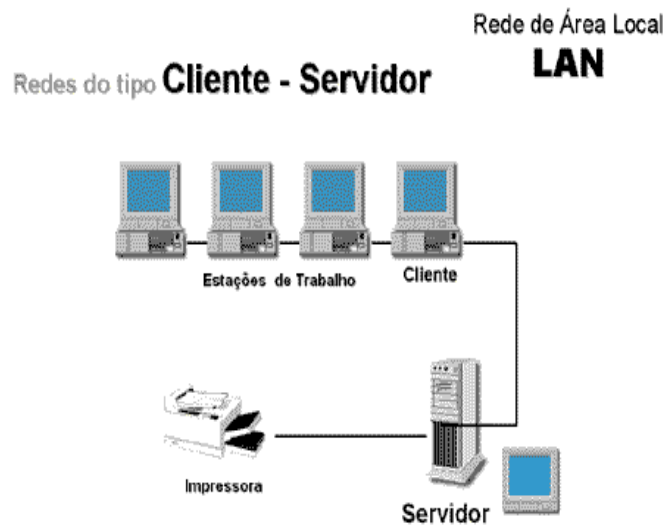 Rede de Área Local
LAN
Redes do tipo Cliente - Servidor
Estações de Trabalho
Cliente
Impressora
Servidor